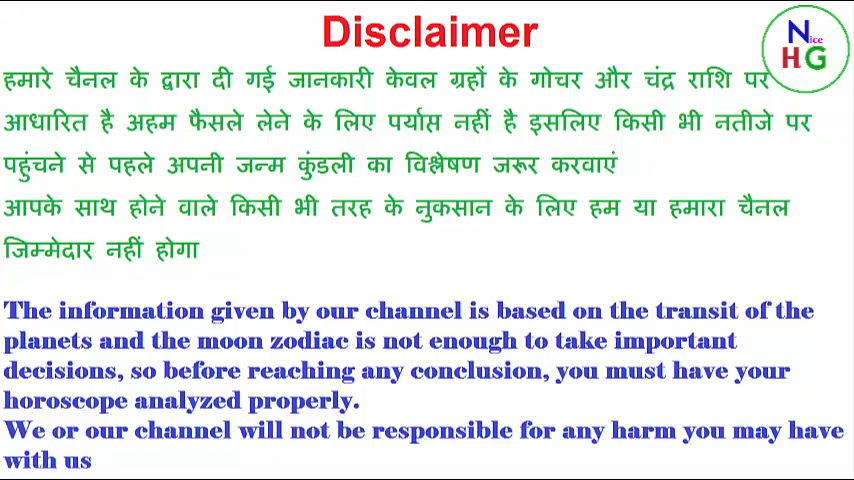 Disclaimer
Nice
HG
हमारे चैनल के द्वारा दी गई जानकारी केवल ग्रहों के गोचर और चंद्र राशि पर
आधारित है अहम फैसले लेने के लिए पर्याप्त नहीं है इसलिए किसी भी नतीजे पर
पहुंचने से पहले अपनी जन्म कुंडली का विश्लेषण जरूर करवाएं
आपके साथ होने वाले किसी भी तरह के नुकसान के लिए हम या हमारा चैनल
जिम्मेदार नहीं होगा
The information given by our channel is based on the transit of the
planets and the moon zodiac is not enough to take important
decisions, so before reaching any conclusion, you must have your
horoscope analyzed properly.
We or our channel will not be responsible for any harm you may have
with us